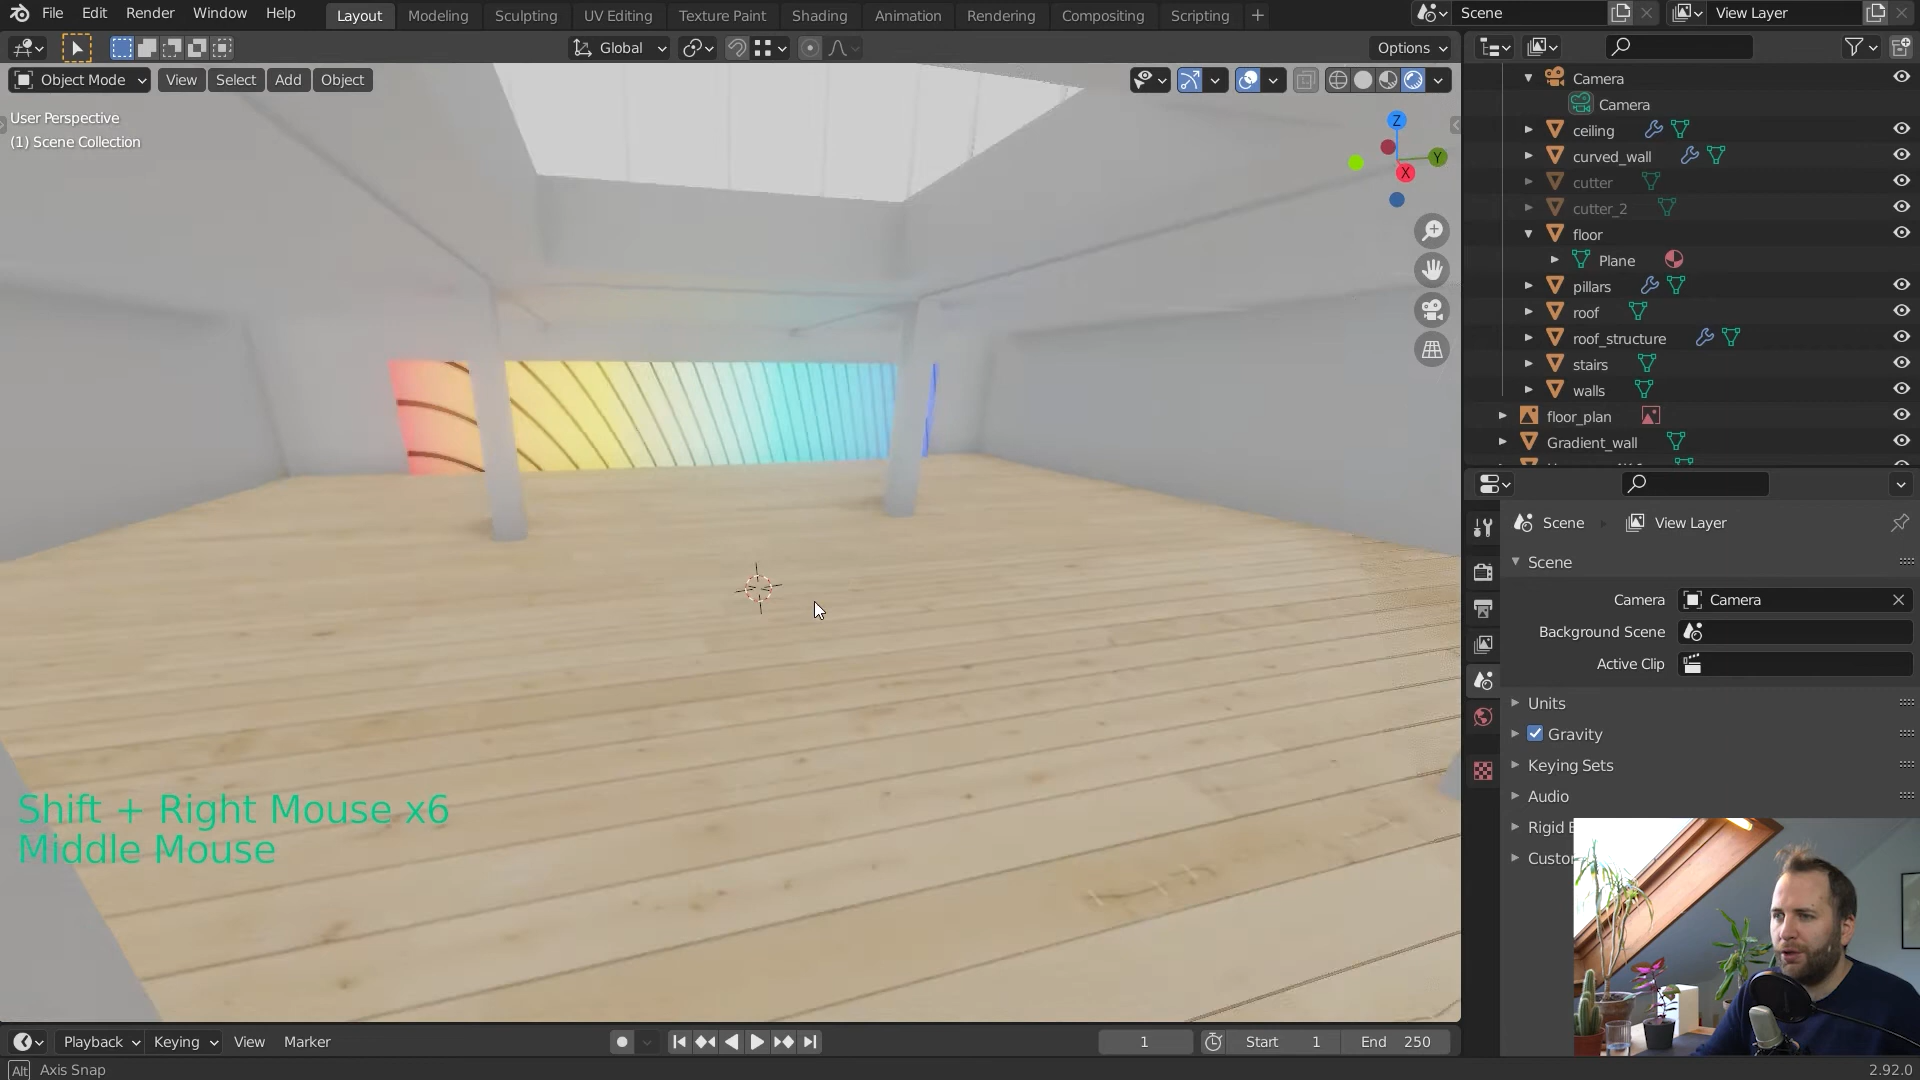 File Edit Render Window Help Layout Modeling Sculpting UV Editing Texture Paint Shading Animation Rendering Compositing Scripting + Scene View Layer
Global Options
Object Mode View Select Add Object
User Perspective
(1) Scene Collection
Z
Y
X
Camera
Camera
ceiling
curved_wall
cutter
cutter_2
floor
Plane
pillars
roof
roof_structure
stairs
walls
floor_plan
Gradient_wall
Scene View Layer
Scene
Camera Camera
Background Scene
Active Clip
Units
Gravity
Keying Sets
Audio
Rigid
Custo
Shift + Right Mouse x6
Middle Mouse
Playback Keying View Marker 1 Start 1 End 250
Alt Axis Snap 2.92.0